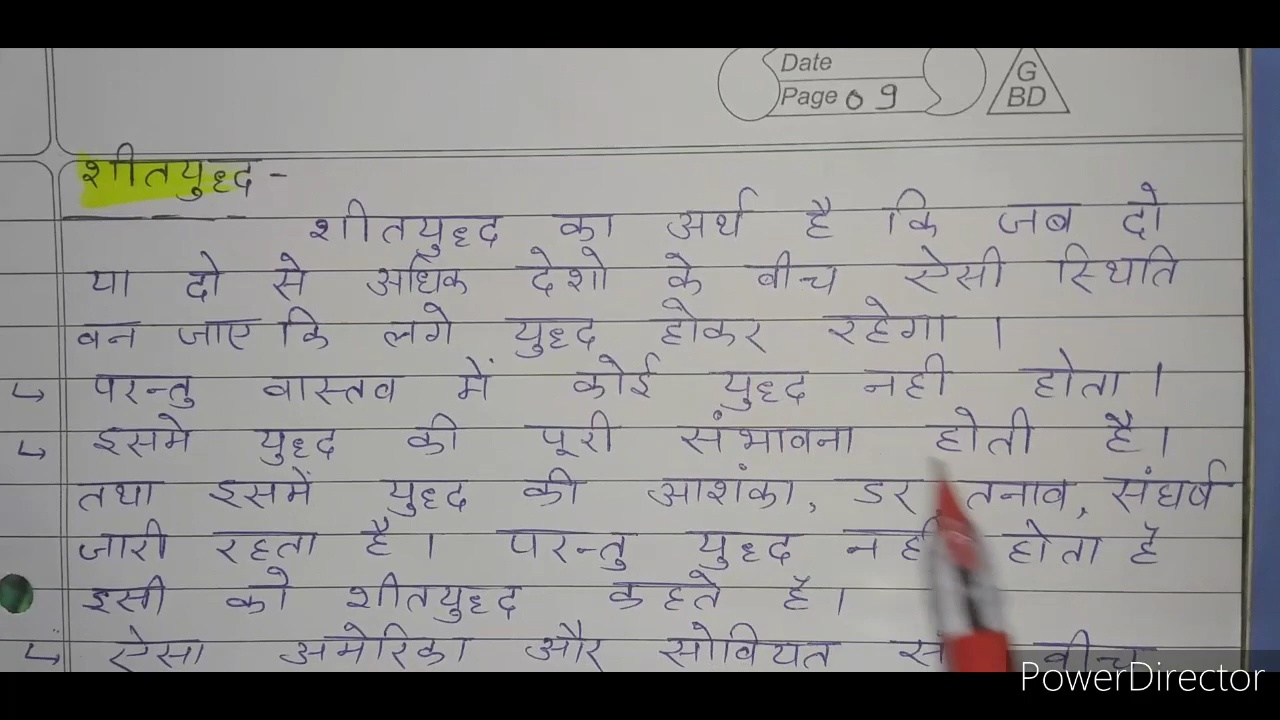 Date
Page 09
G
BD
शीतयुद्ध -
शीतयुद्ध का अर्थ है कि जब दो
या दो से अधिक देशो के बीच ऐसी स्थिति
बन जाए कि लगे युद्ध होकर रहेगा ।
↳ परन्तु वास्तव में कोई युद्ध नही होता ।
↳ इसमे युद्ध की पूरी संभावना होती है ।
तथा इसमें युद्ध की आशंका, डर तनाव, संघर्ष
जारी रहता है । परन्तु युद्ध नही होता है
इसी को शीतयुद्ध कहते है ।
↳ ऐसा अमेरिका और सोवियत बीच
PowerDirector